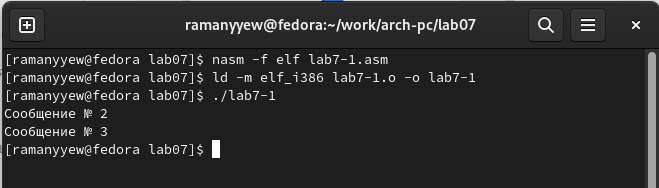 ramanyyew@fedora:~/work/arch-pc/lab07
[ramanyyew@fedora lab07]$ nasm -f elf lab7-1.asm
[ramanyyew@fedora lab07]$ ld -m elf_i386 lab7-1.o -o lab7-1
[ramanyyew@fedora lab07]$ ./lab7-1
Сообщение № 2
Сообщение № 3
[ramanyyew@fedora lab07]$